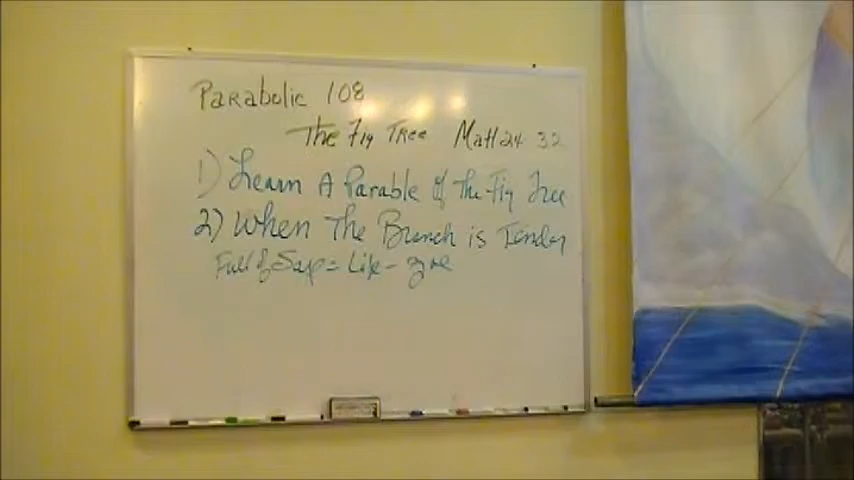 Parabolic 108
The Fig Tree Matt 24 32
1) Learn A Parable of The Fig Tree
2) When The Branch is Tender
Full of Sap = Life - zoe